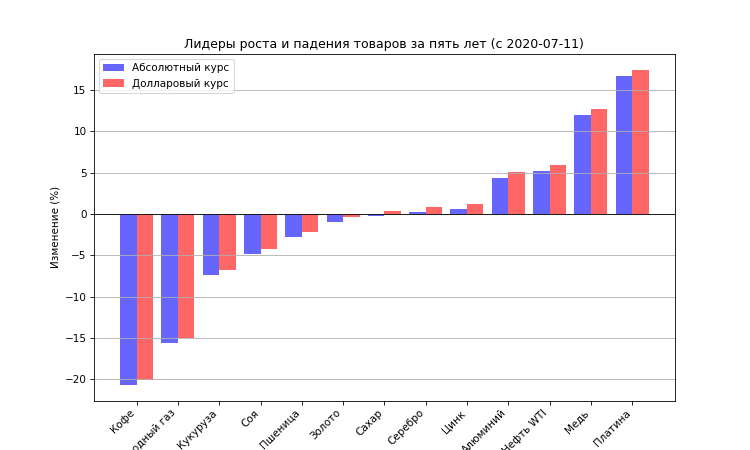 Лидеры роста и падения товаров за пять лет (с 2020-07-11)
Абсолютный курс
Долларовый курс
Изменение (%)
15
10
5
0
−5
−10
−15
−20
Кофе
одный газ
Кукуруза
Соя
Пшеница
Золото
Сахар
Серебро
Цинк
Алюминий
Нефть WTI
Медь
Платина